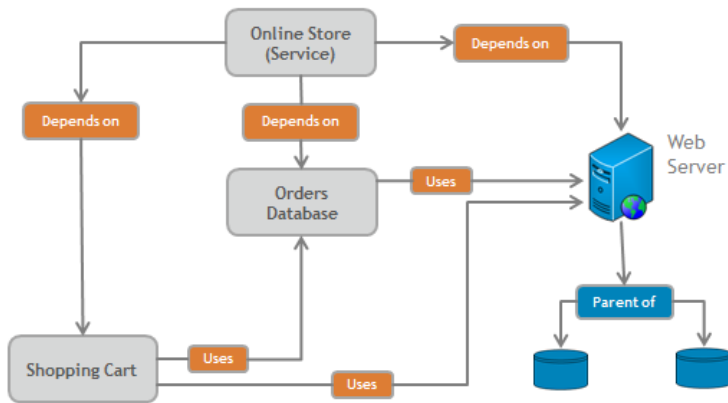 Online Store
(Service)
Depends on
Depends on
Depends on
Web
Server
Orders
Database
Uses
Parent of
Shopping Cart
Uses
Uses